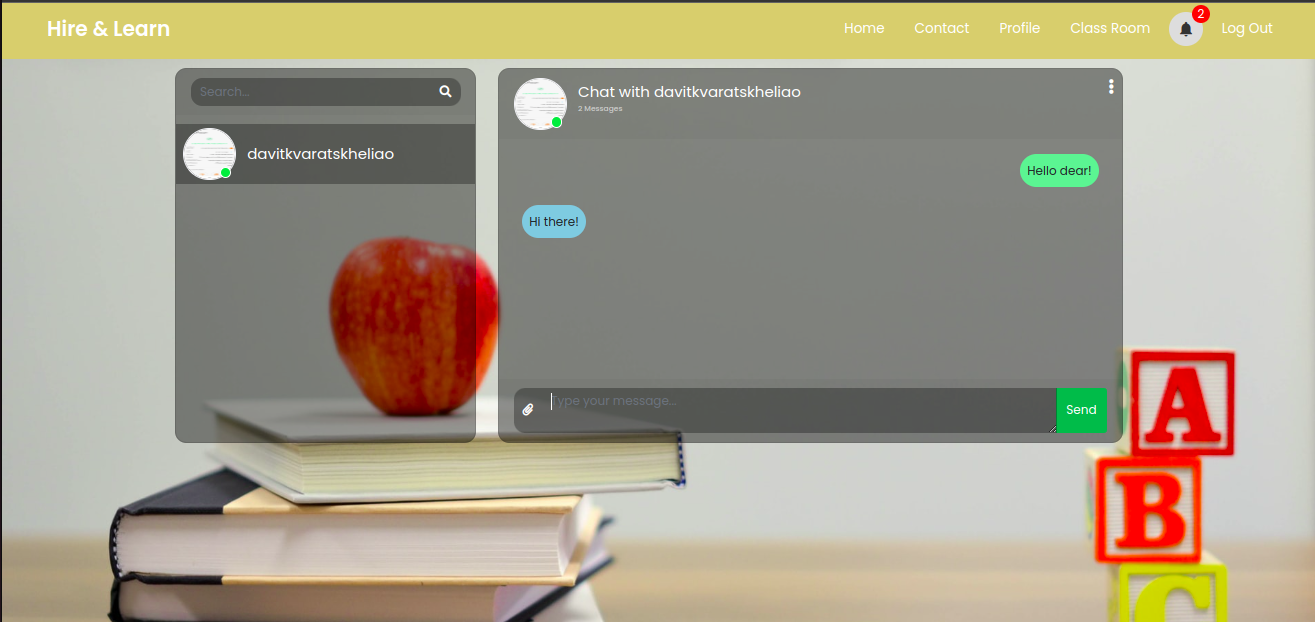 Hire & Learn
Home
Contact
Profile
Class Room
2
Log Out
Search...
davitkvaratskheliao
Chat with davitkvaratskheliao
2 Messages
Hello dear!
Hi there!
Type your message...
Send
A
B
C